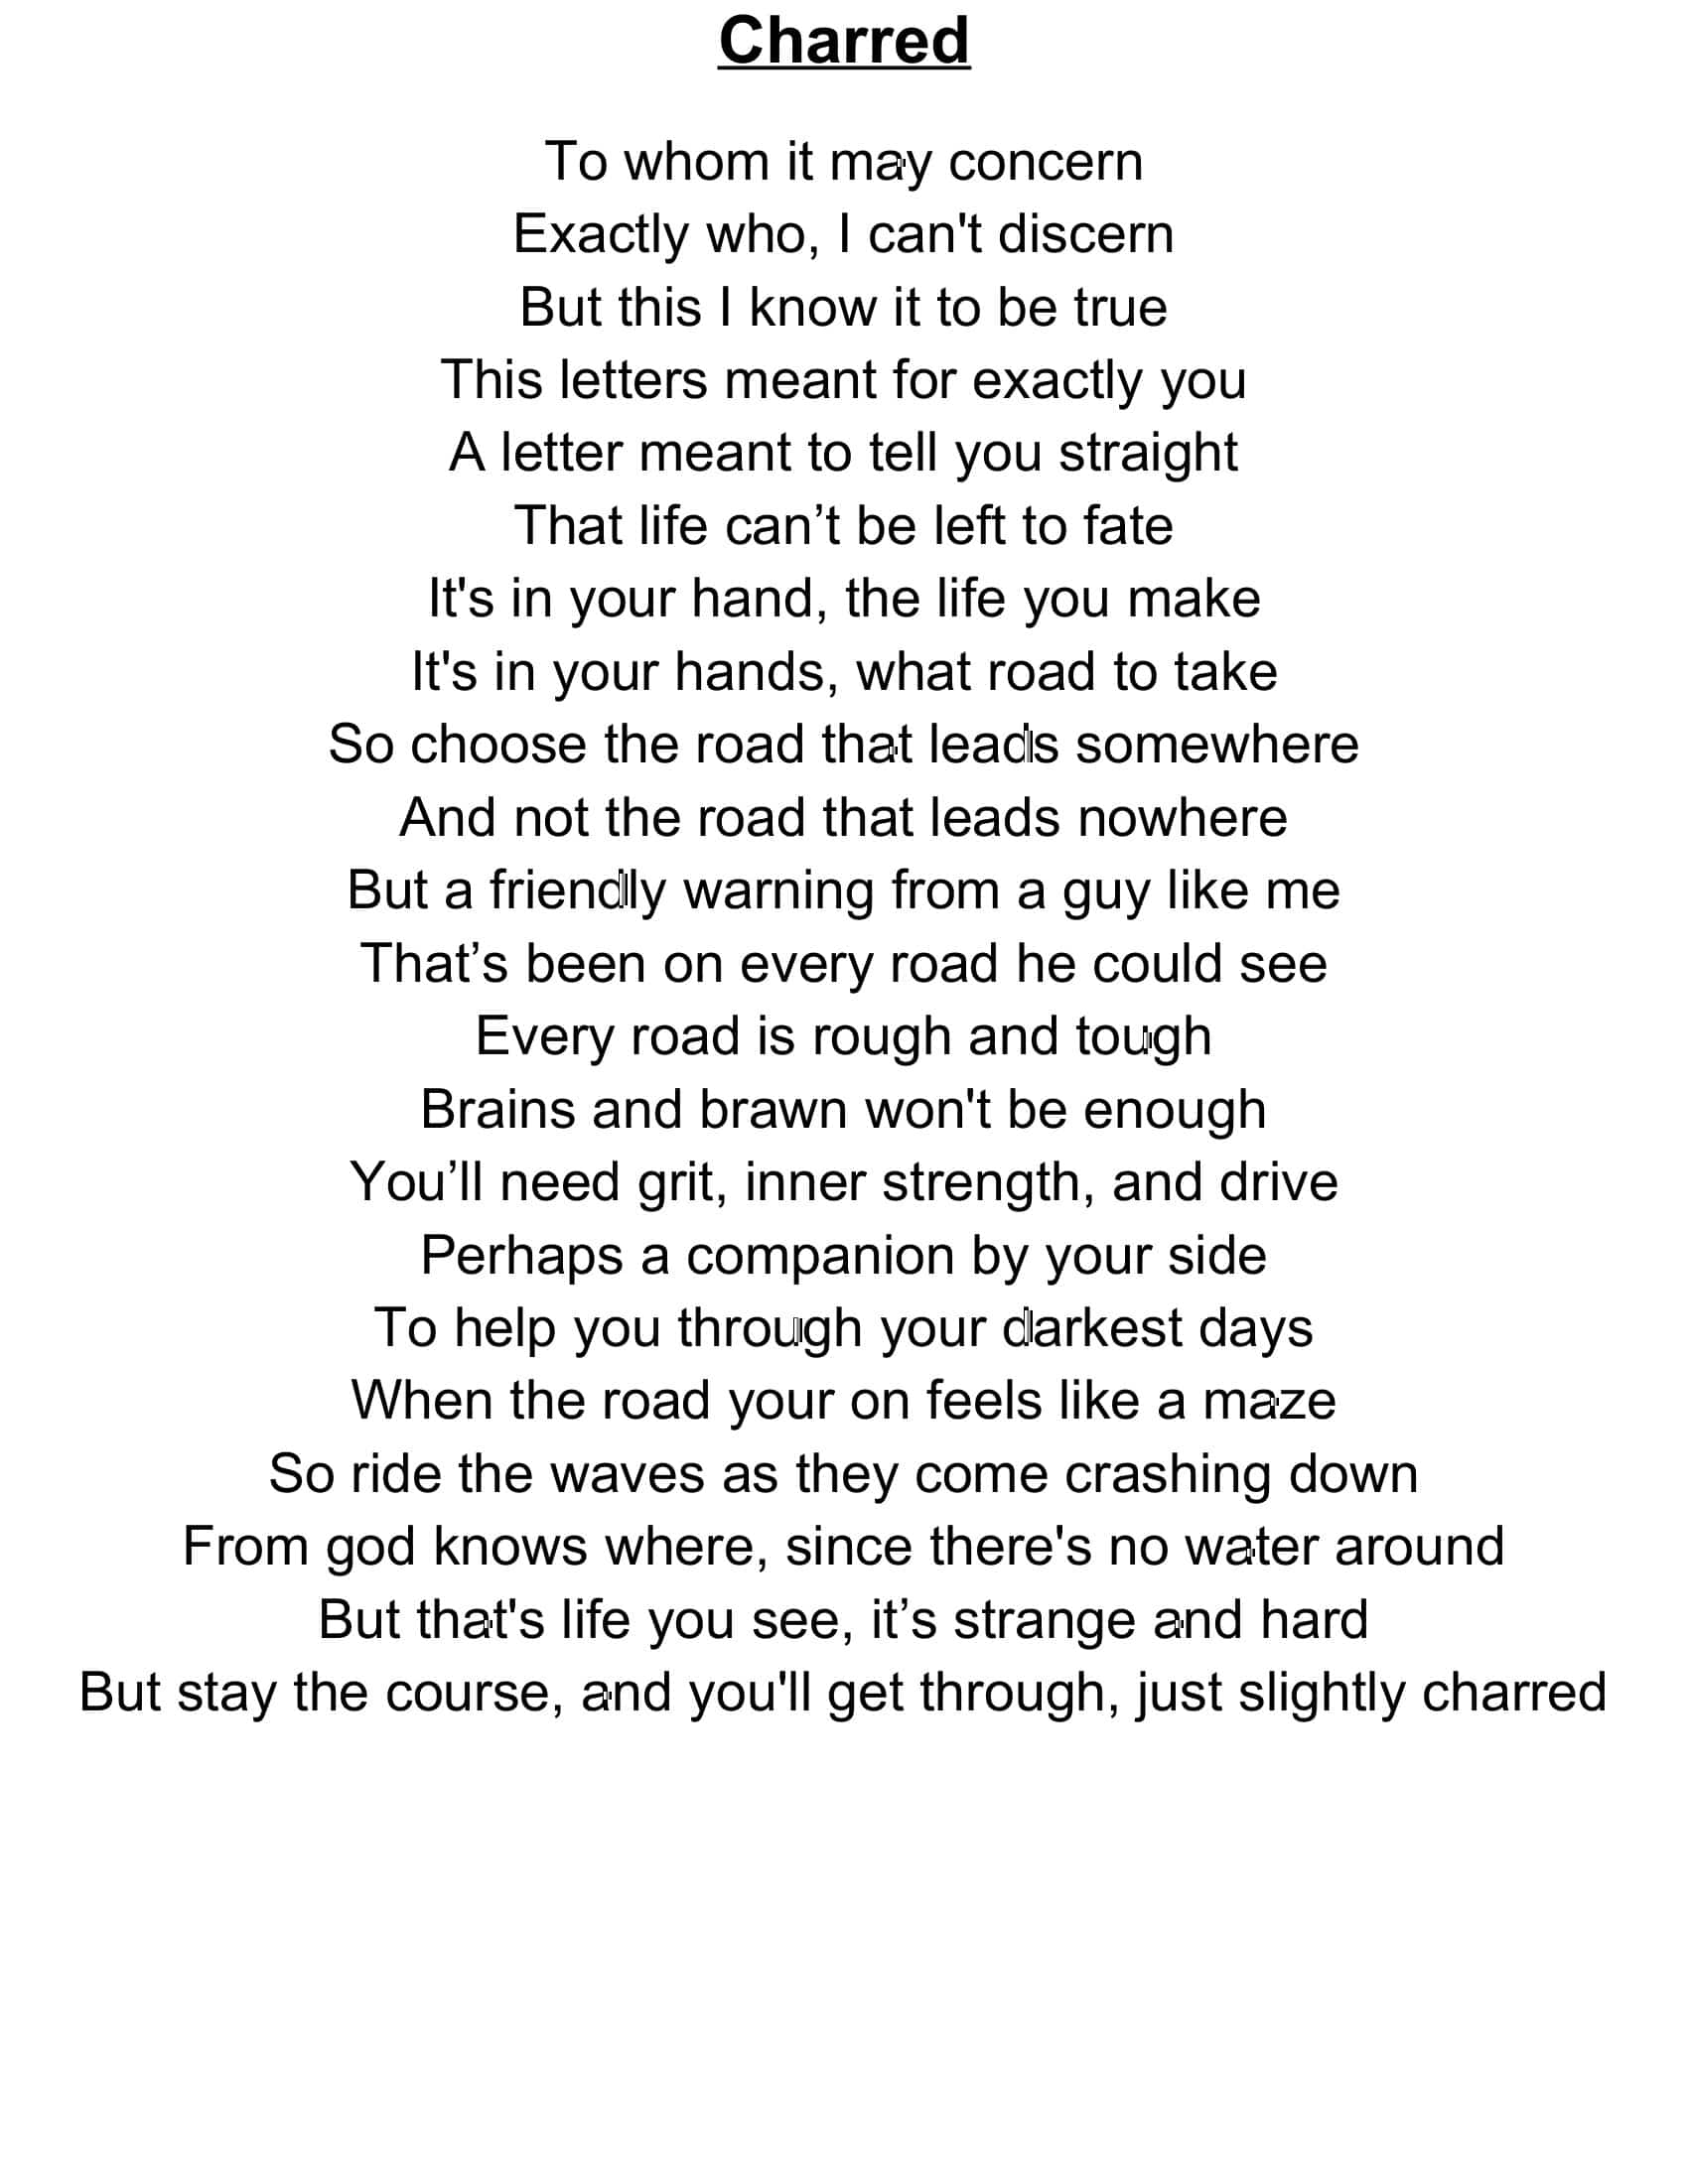 Charred
To whom it may concern
Exactly who, I can't discern
But this I know it to be true
This letters meant for exactly you
A letter meant to tell you straight
That life can’t be left to fate
It's in your hand, the life you make
It's in your hands, what road to take
So choose the road that leads somewhere
And not the road that leads nowhere
But a friendly warning from a guy like me
That’s been on every road he could see
Every road is rough and tough
Brains and brawn won't be enough
You’ll need grit, inner strength, and drive
Perhaps a companion by your side
To help you through your darkest days
When the road your on feels like a maze
So ride the waves as they come crashing down
From god knows where, since there's no water around
But that's life you see, it’s strange and hard
But stay the course, and you'll get through, just slightly charred